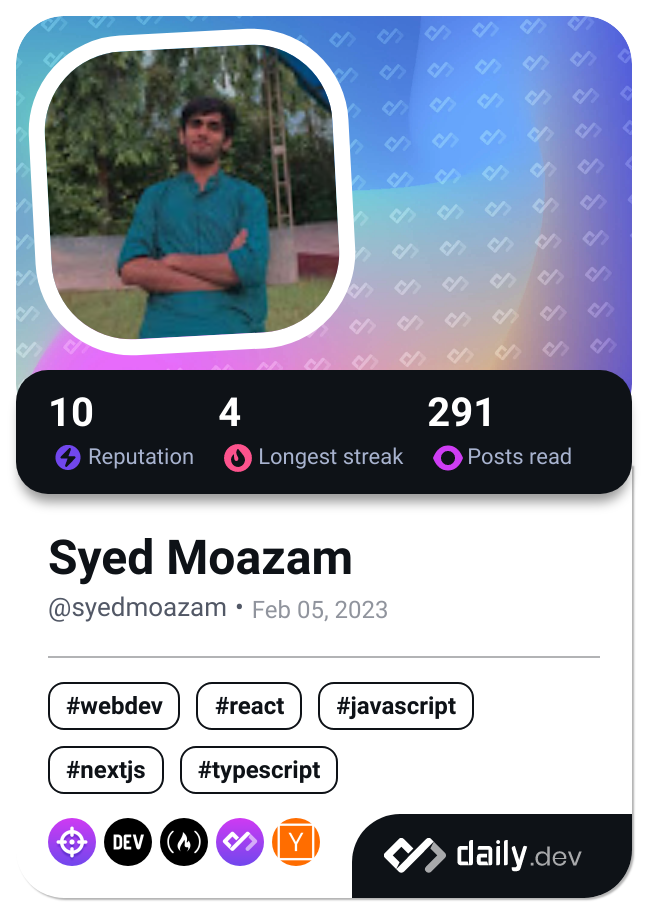 10 4 291
Reputation Longest streak Posts read
Syed Moazam
@syedmoazam • Feb 05, 2023
#webdev #react #javascript
#nextjs #typescript
DEV Y
daily.dev